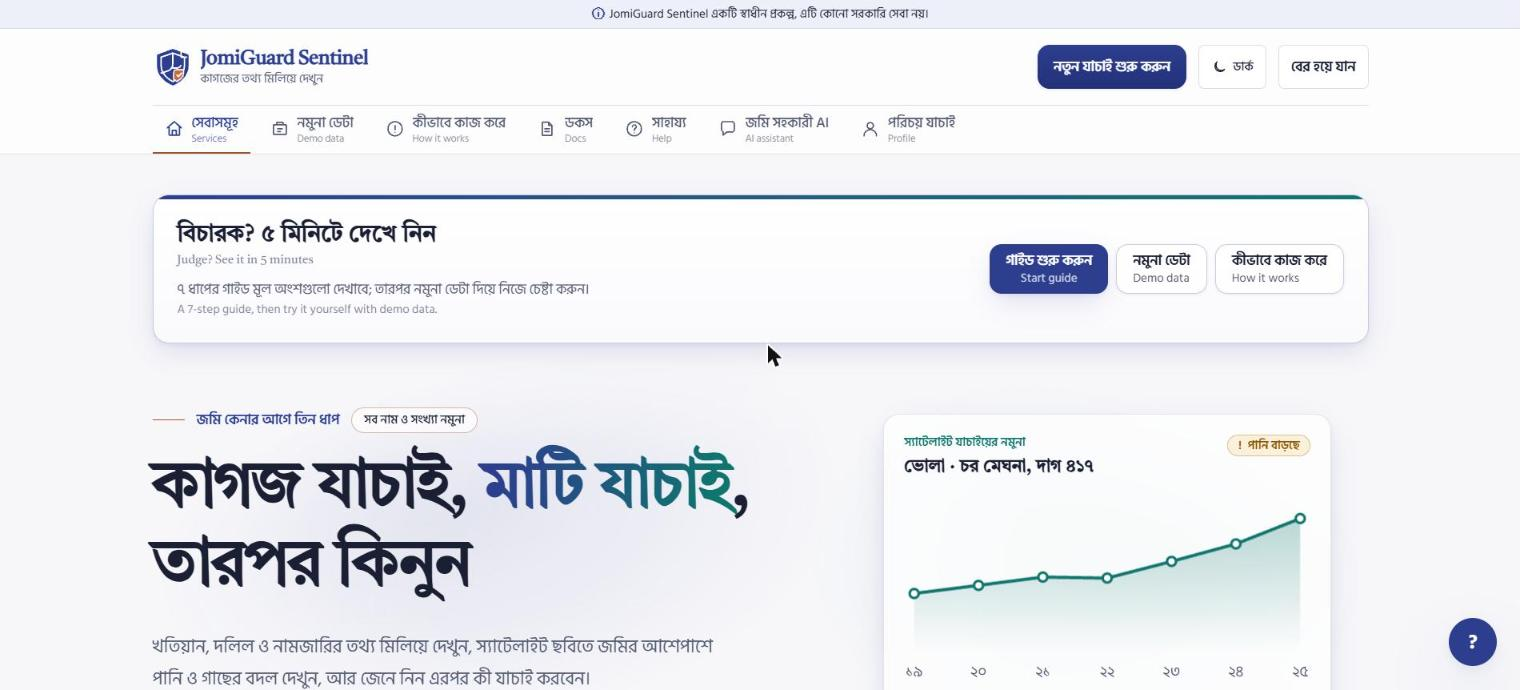 JomiGuard Sentinel একটি স্বাধীন প্রকল্প, এটি কোনো সরকারি সেবা নয়।
JomiGuard Sentinel
কাগজের তথ্য মিলিয়ে দেখুন
নতুন যাচাই শুরু করুন
ডার্ক
বের হয়ে যান
সেবাসমূহ
Services
নমুনা ডেটা
Demo data
কীভাবে কাজ করে
How it works
ডকস
Docs
সাহায্য
Help
জমি সহকারী AI
AI assistant
পরিচয় যাচাই
Profile
বিচারক? ৫ মিনিটে দেখে নিন
Judge? See it in 5 minutes
৭ ধাপের গাইড মূল অংশগুলো দেখাবে; তারপর নমুনা ডেটা দিয়ে নিজে চেষ্টা করুন।
A 7-step guide, then try it yourself with demo data.
গাইড শুরু করুন
Start guide
নমুনা ডেটা
Demo data
কীভাবে কাজ করে
How it works
জমি কেনার আগে তিন ধাপ
সব নাম ও সংখ্যা নমুনা
কাগজ যাচাই, মাটি যাচাই,
তারপর কিনুন
খতিয়ান, দলিল ও নামজারির তথ্য মিলিয়ে দেখুন, স্যাটেলাইট ছবিতে জমির আশেপাশে
পানি ও গাছের বদল দেখুন, আর জেনে নিন এরপর কী যাচাই করবেন।
স্যাটেলাইট যাচাইয়ের নমুনা
! পানি বাড়ছে
ভোলা · চর মেঘনা, দাগ ৪১৭
১৯ ২০ ২১ ২২ ২৩ ২৪ ২৫
?